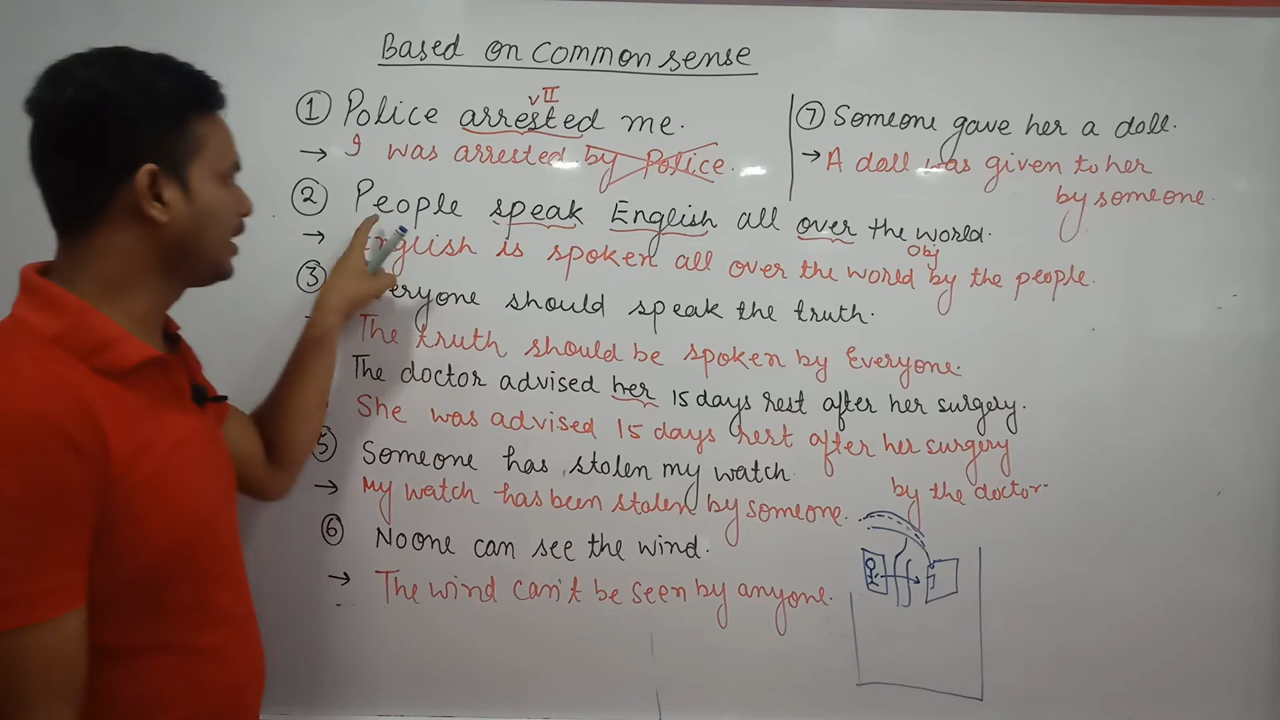 Based on Common sense
① Police arrested me.
VII
→ I was arrested by Police.
② People speak English all over the world.
→ English is spoken all over the world by the people.
Obj
③ everyone should speak the truth.
The truth should be spoken by Everyone.
The doctor advised her 15 days rest after her surgery.
She was advised 15 days rest after her surgery
by the doctor.
⑤ Someone has stolen my watch
→ My watch has been stolen by someone.
⑥ No one can see the wind.
→ The wind can't be seen by anyone.
⑦ Someone gave her a doll.
→ A doll was given to her
by someone.